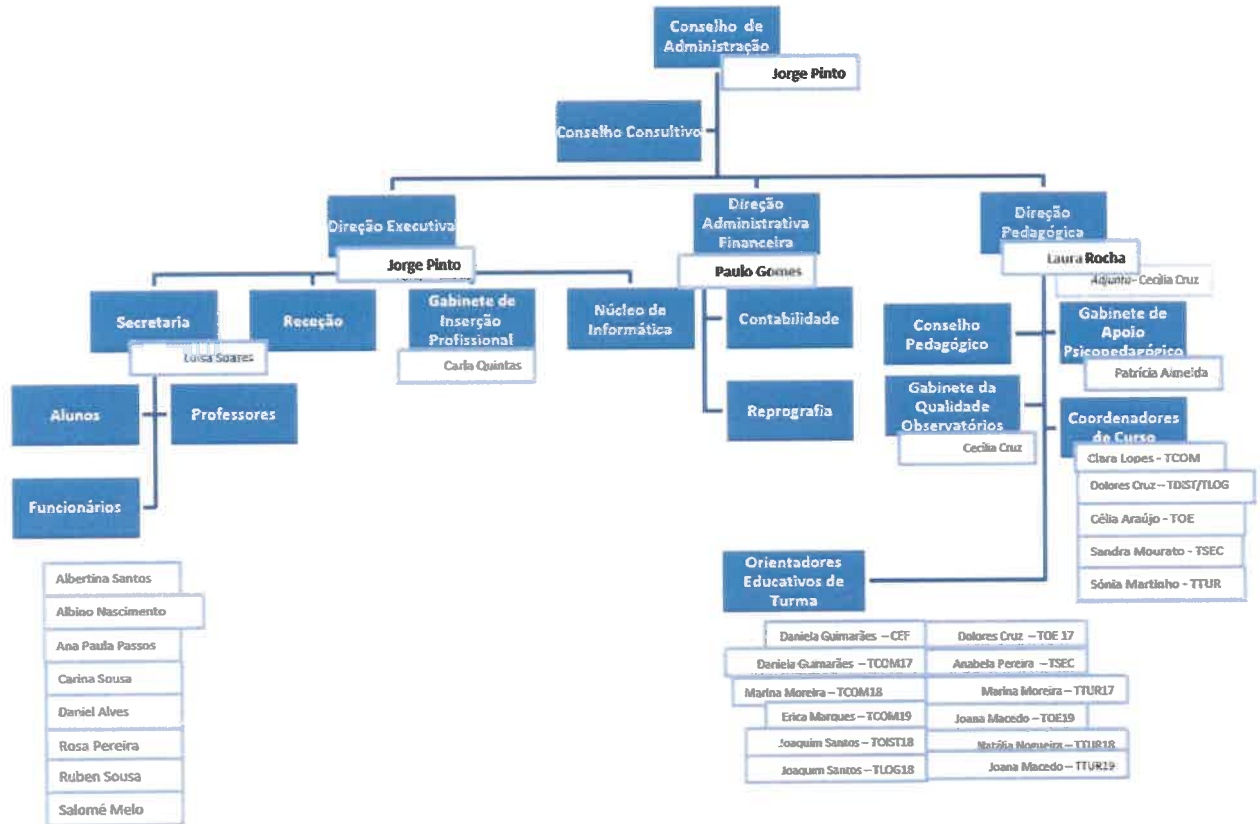 Conselho de
Administração
Jorge Pinto
Conselho Consultivo
Direção Executiva
Jorge Pinto
Direção
Administrativa
Financeira
Paulo Gomes
Direção
Pedagógica
Laura Rocha
Adjunta - Cecília Cruz
Secretaria
Luísa Soares
Receção
Gabinete de
Inserção
Profissional
Carla Quintas
Núcleo de
Informática
Contabilidade
Reprografia
Conselho
Pedagógico
Gabinete de
Apoio
Psicopedagógico
Patrícia Almeida
Gabinete da
Qualidade
Observatórios
Cecília Cruz
Coordenadores
de Curso
Clara Lopes - TCOM
Dolores Cruz – TDIST/TLOG
Célia Araújo - TOE
Sandra Mourato - TSEC
Sónia Martinho - TTUR
Alunos
Professores
Funcionários
Albertina Santos
Albino Nascimento
Ana Paula Passos
Carina Sousa
Daniel Alves
Rosa Pereira
Ruben Sousa
Salomé Melo
Orientadores
Educativos de
Turma
Daniela Guimarães – CEF
Daniela Guimarães – TCOM17
Marina Moreira – TCOM18
Erica Marques – TCOM19
Joaquim Santos – TDIST18
Joaquim Santos – TLOG18
Dolores Cruz – TOE 17
Anabela Pereira – TSEC
Marina Moreira – TTUR17
Joana Macedo – TOE19
Natália Nogueira – TTUR18
Joana Macedo – TTUR19